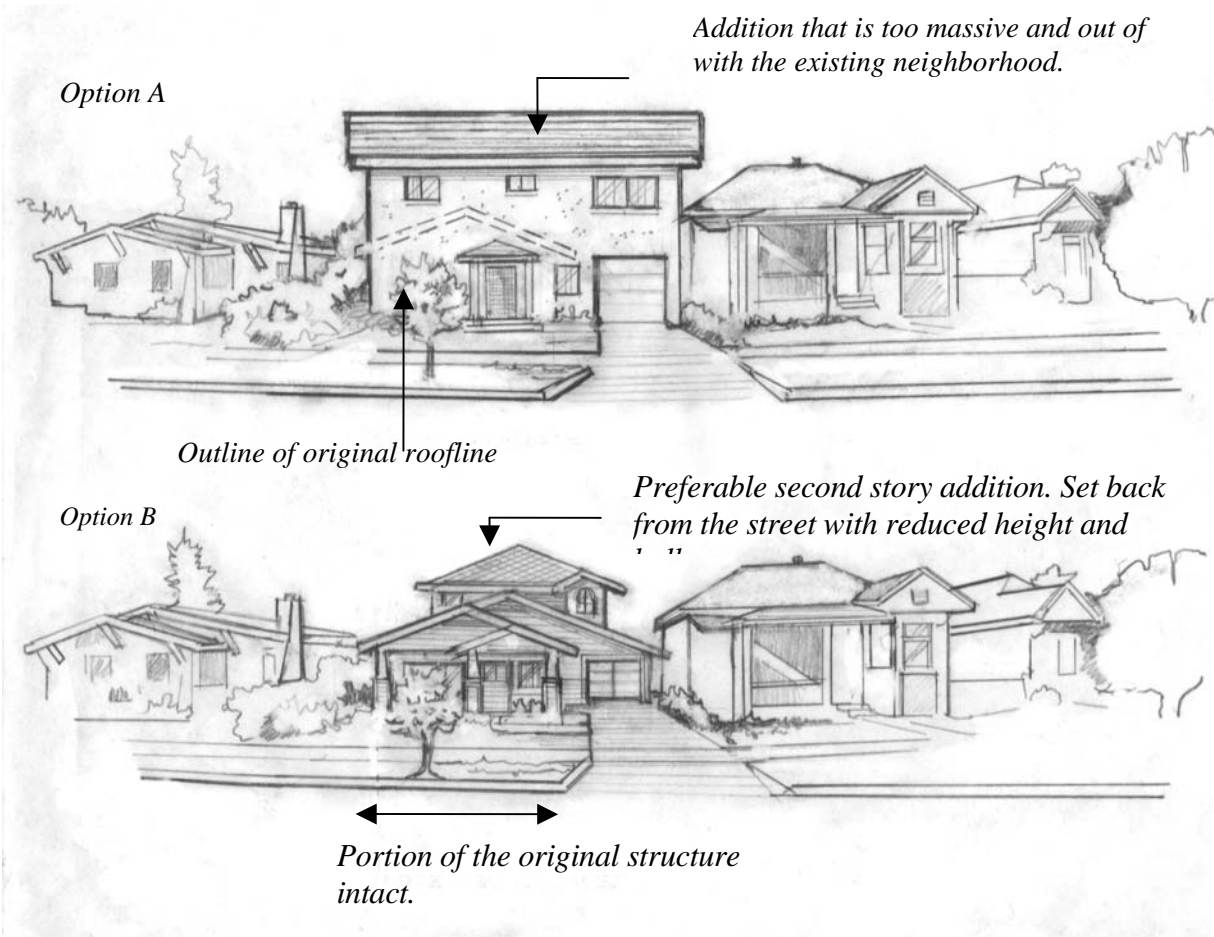 Addition that is too massive and out of
with the existing neighborhood.
Option A
Outline of original roofline
Preferable second story addition. Set back
from the street with reduced height and
Option B
Portion of the original structure
intact.